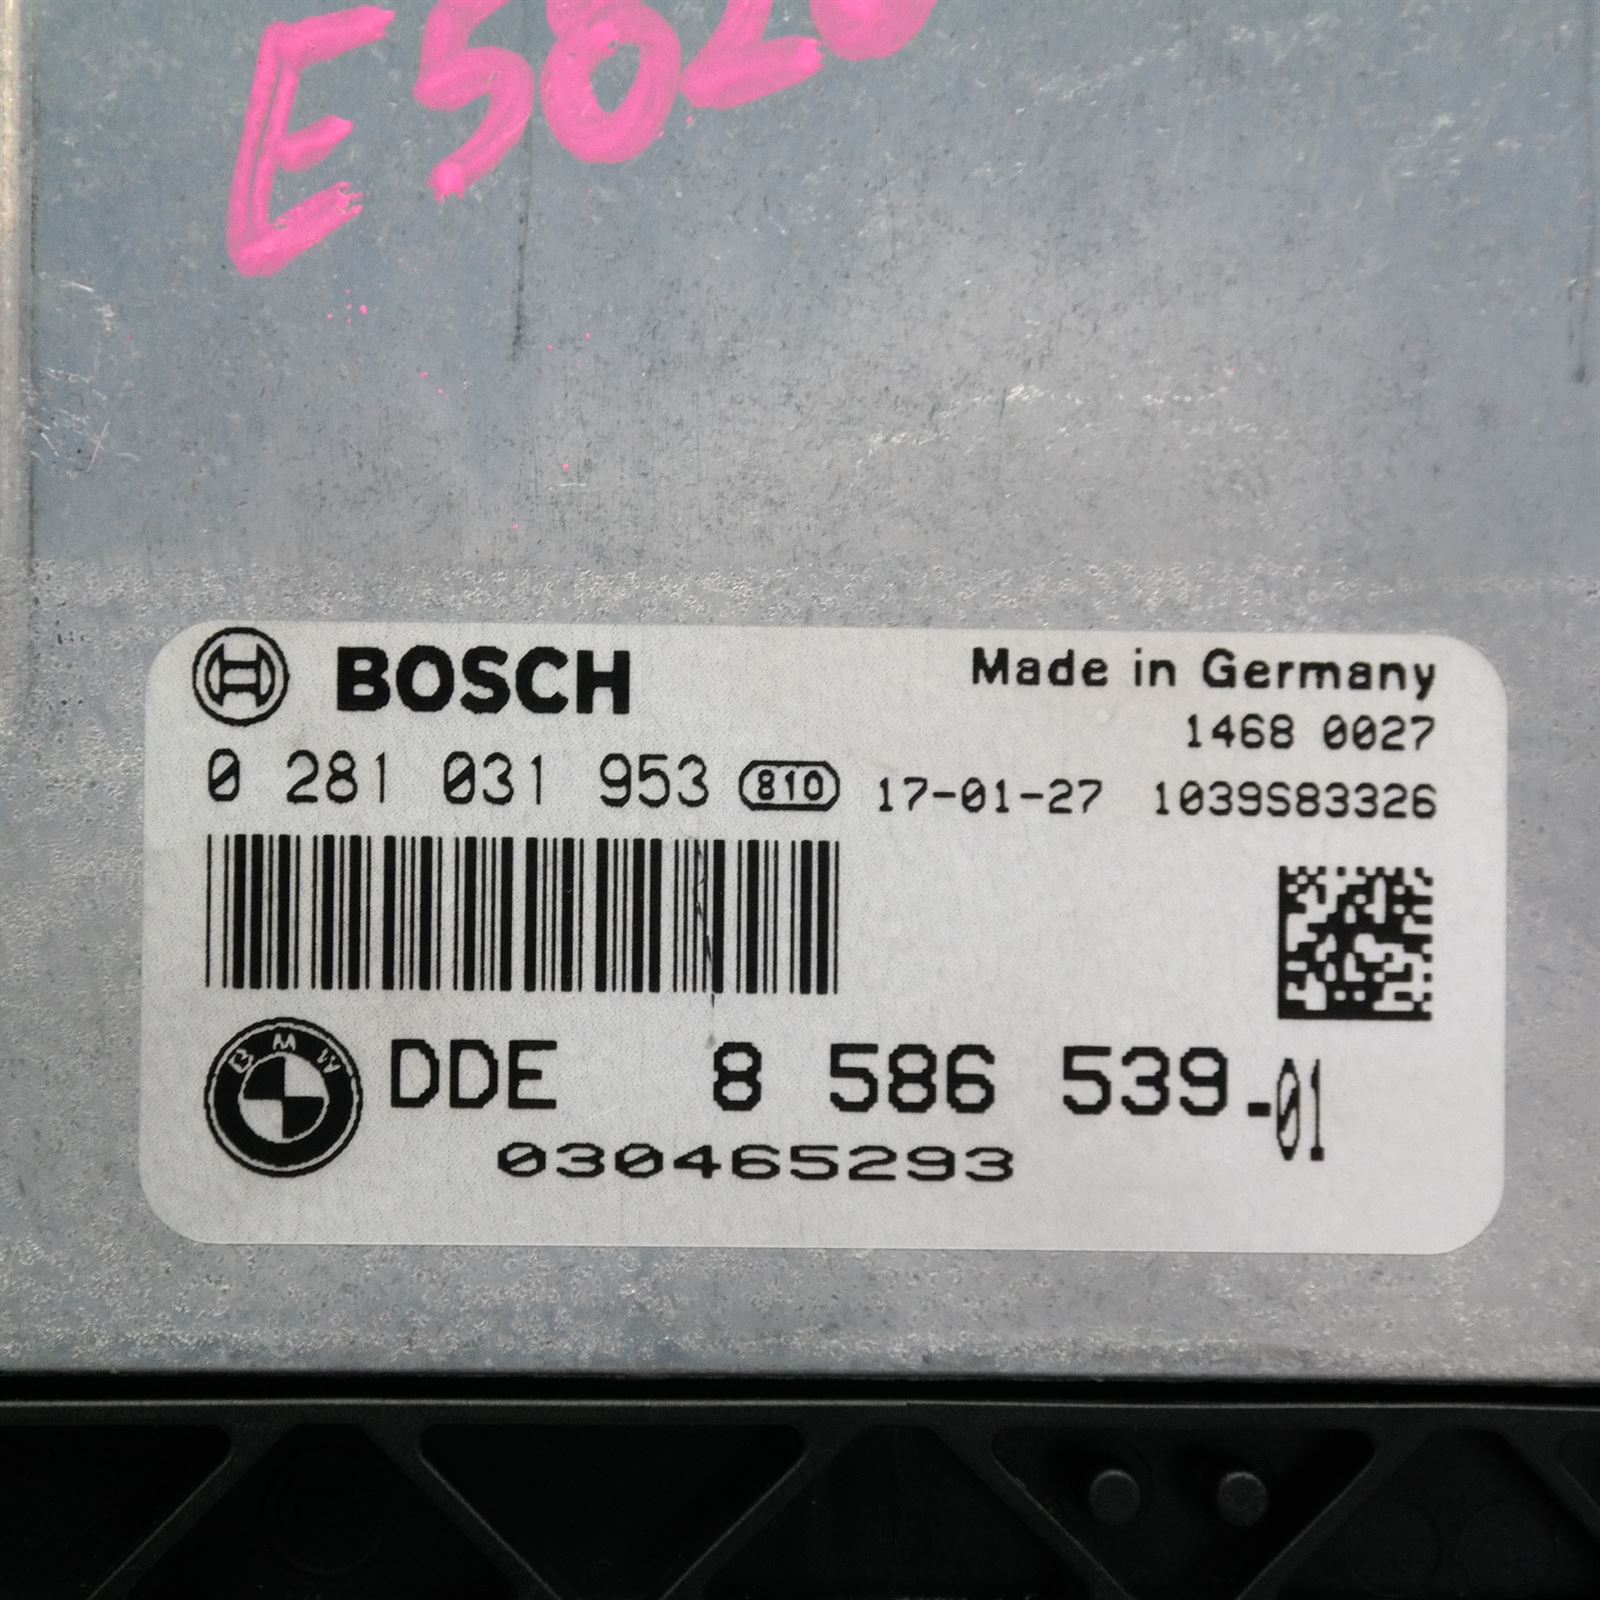 BOSCH
Made in Germany
1468 0027
0 281 031 953 810 17-01-27 1039S83326
BMW DDE 8 586 539-01
030465293